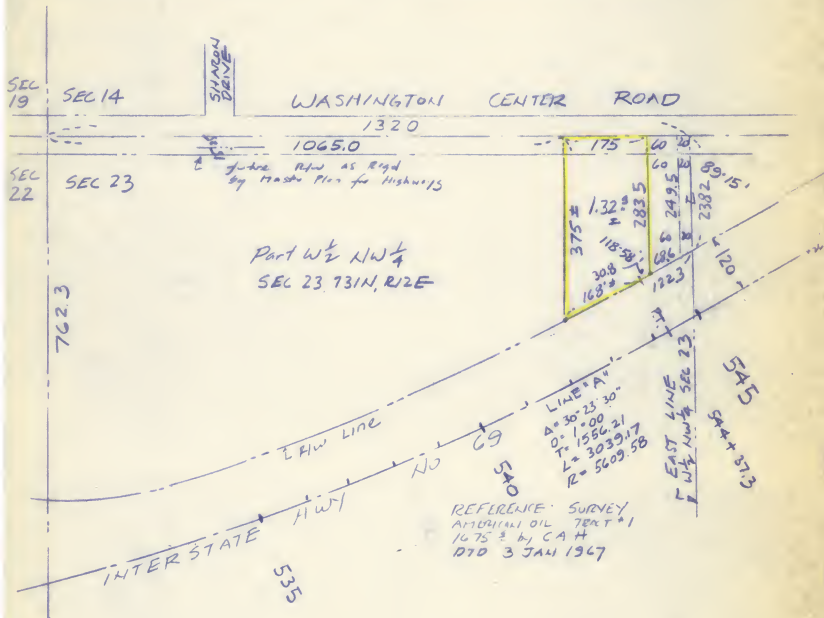 SEC 19
SEC 14
SHARON DRIVE
WASHINGTON CENTER ROAD
1320
1065.0
175
60
60
SEC 22
SEC 23
future R/W as Reqd
by Master Plan for Highways
89°15'
375 ±
1.32 ac ±
283.5
249.5
238.2
118-58
30.8
168' ±
68.6
122.3
120
Part W½ NW¼
SEC 23, T31N, R12E
762.3
L A R/W LINE
INTERSTATE HWY NO 69
535
540
545
544+37.3
LINE "A"
Δ = 30-23'30"
D: 1-00
T= 1556.21
L= 3039.17
R= 5609.58
EAST LINE
W½ NW¼ SEC 23
REFERENCE SURVEY
AMERICAN OIL TRACT #1
by C A H
DTD 3 JAN 1967